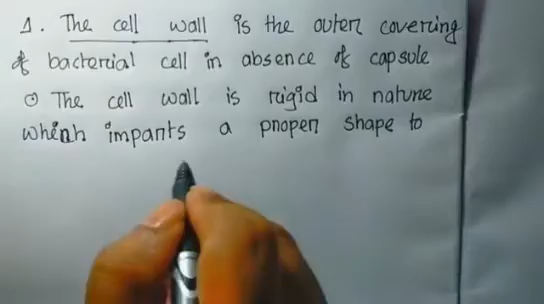 1. The cell wall is the outer covering
of bacterial cell in absence of capsule
⊙ The cell wall is rigid in nature
which imparts a proper shape to